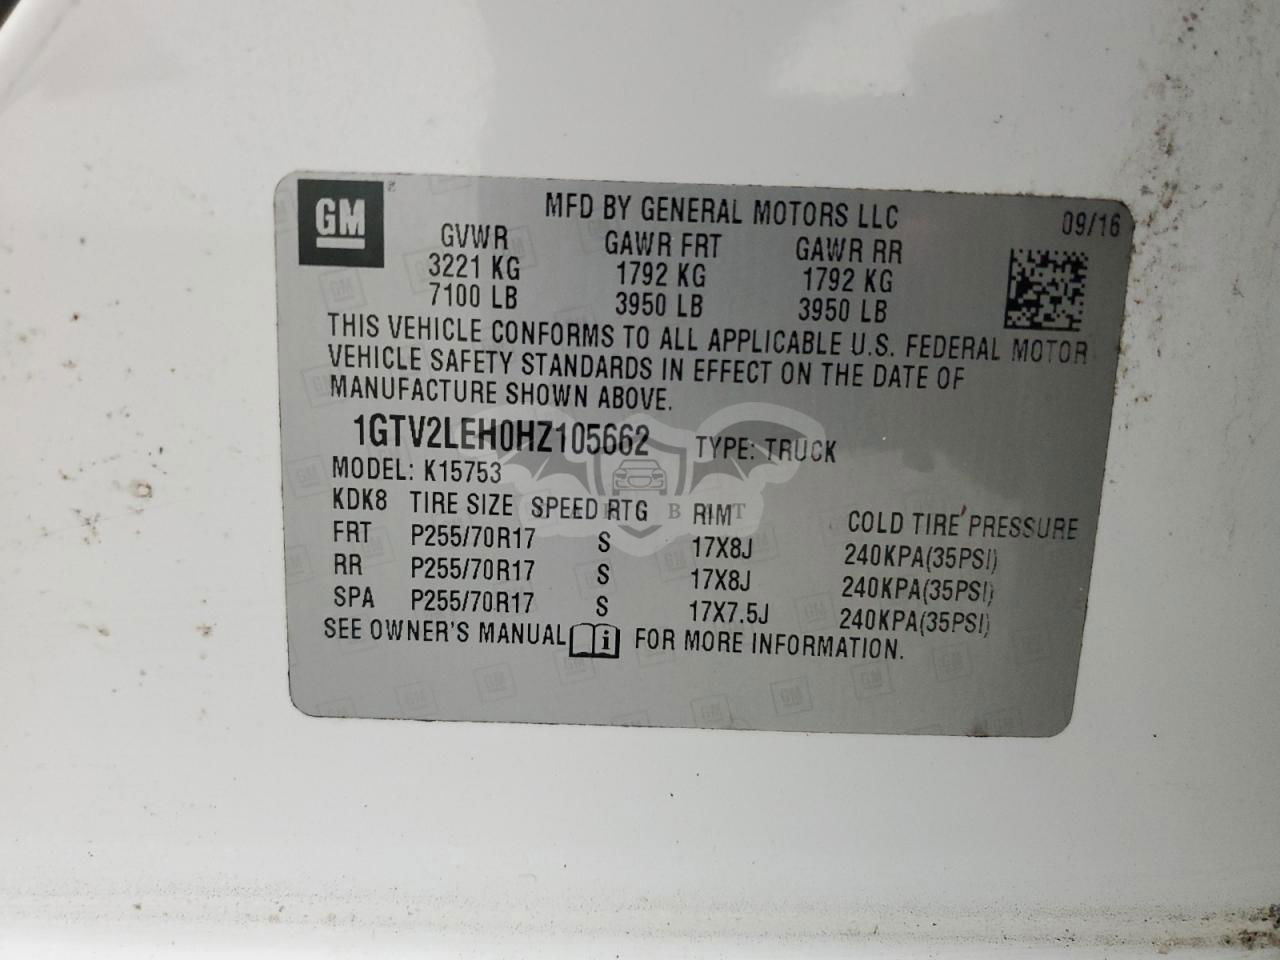 GM
MFD BY GENERAL MOTORS LLC 09/16
GVWR GAWR FRT GAWR RR
3221 KG 1792 KG 1792 KG
7100 LB 3950 LB 3950 LB
THIS VEHICLE CONFORMS TO ALL APPLICABLE U.S. FEDERAL MOTOR
VEHICLE SAFETY STANDARDS IN EFFECT ON THE DATE OF
MANUFACTURE SHOWN ABOVE.
1GTV2LEH0HZ105662 TYPE: TRUCK
MODEL: K15753
KDK8 TIRE SIZE SPEED RTG RIM COLD TIRE PRESSURE
FRT P255/70R17 S 17X8J 240KPA(35PSI)
RR P255/70R17 S 17X8J 240KPA(35PSI)
SPA P255/70R17 S 17X7.5J 240KPA(35PSI)
SEE OWNER'S MANUAL i FOR MORE INFORMATION.